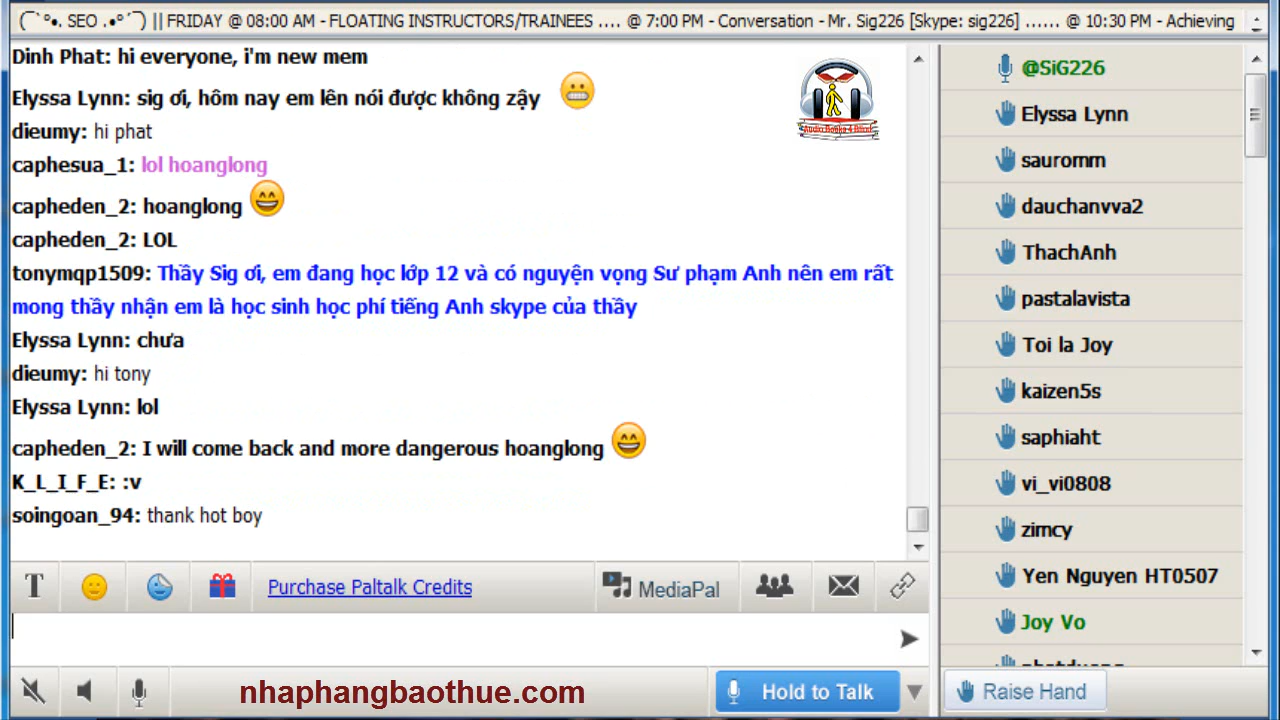 (¯`°•. SEO .•°´¯) || FRIDAY @ 08:00 AM - FLOATING INSTRUCTORS/TRAINEES .... @ 7:00 PM - Conversation - Mr. Sig226 [Skype: sig226] ...... @ 10:30 PM - Achieving
Dinh Phat: hi everyone, i'm new mem
Elyssa Lynn: sig ơi, hôm nay em lên nói được không zậy
dieumy: hi phat
caphesua_1: lol hoanglong
capheden_2: hoanglong
capheden_2: LOL
tonymqp1509: Thầy Sig ơi, em đang học lớp 12 và có nguyện vọng Sư phạm Anh nên em rất
mong thầy nhận em là học sinh học phí tiếng Anh skype của thầy
Elyssa Lynn: chưa
dieumy: hi tony
Elyssa Lynn: lol
capheden_2: I will come back and more dangerous hoanglong
K_L_I_F_E: :v
soingoan_94: thank hot boy
Audio Books 4 Blind
@SiG226
Elyssa Lynn
sauromm
dauchanvva2
ThachAnh
pastalavista
Toi la Joy
kaizen5s
saphiaht
vi_vi0808
zimcy
Yen Nguyen HT0507
Joy Vo
T
Purchase Paltalk Credits
MediaPal
nhaphangbaothue.com
Hold to Talk
Raise Hand